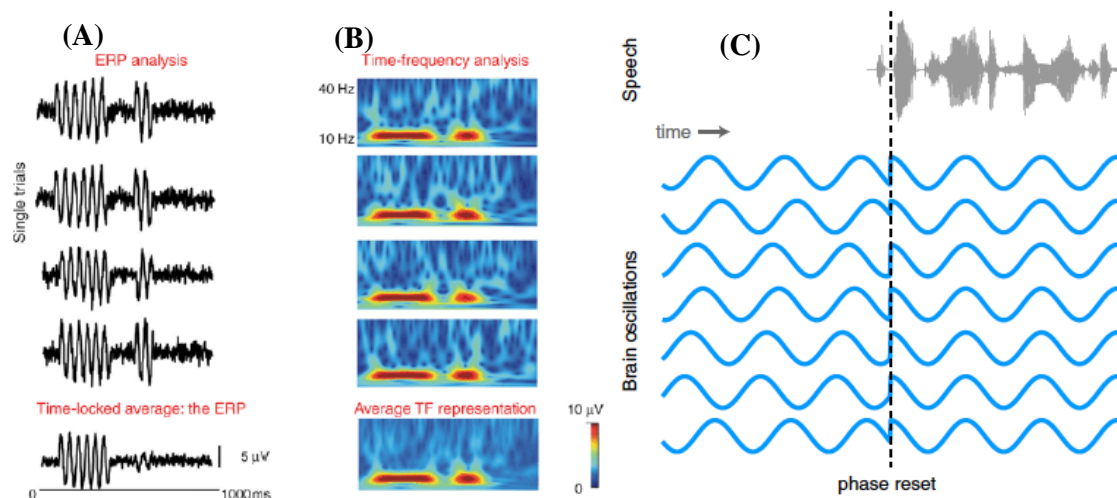 (A)
ERP analysis
Single trials
Time-locked average: the ERP
5 µV
0
1000ms
(B)
Time-frequency analysis
40 Hz
10 Hz
Average TF representation
10 µV
0
(C)
Speech
time
Brain oscillations
phase reset